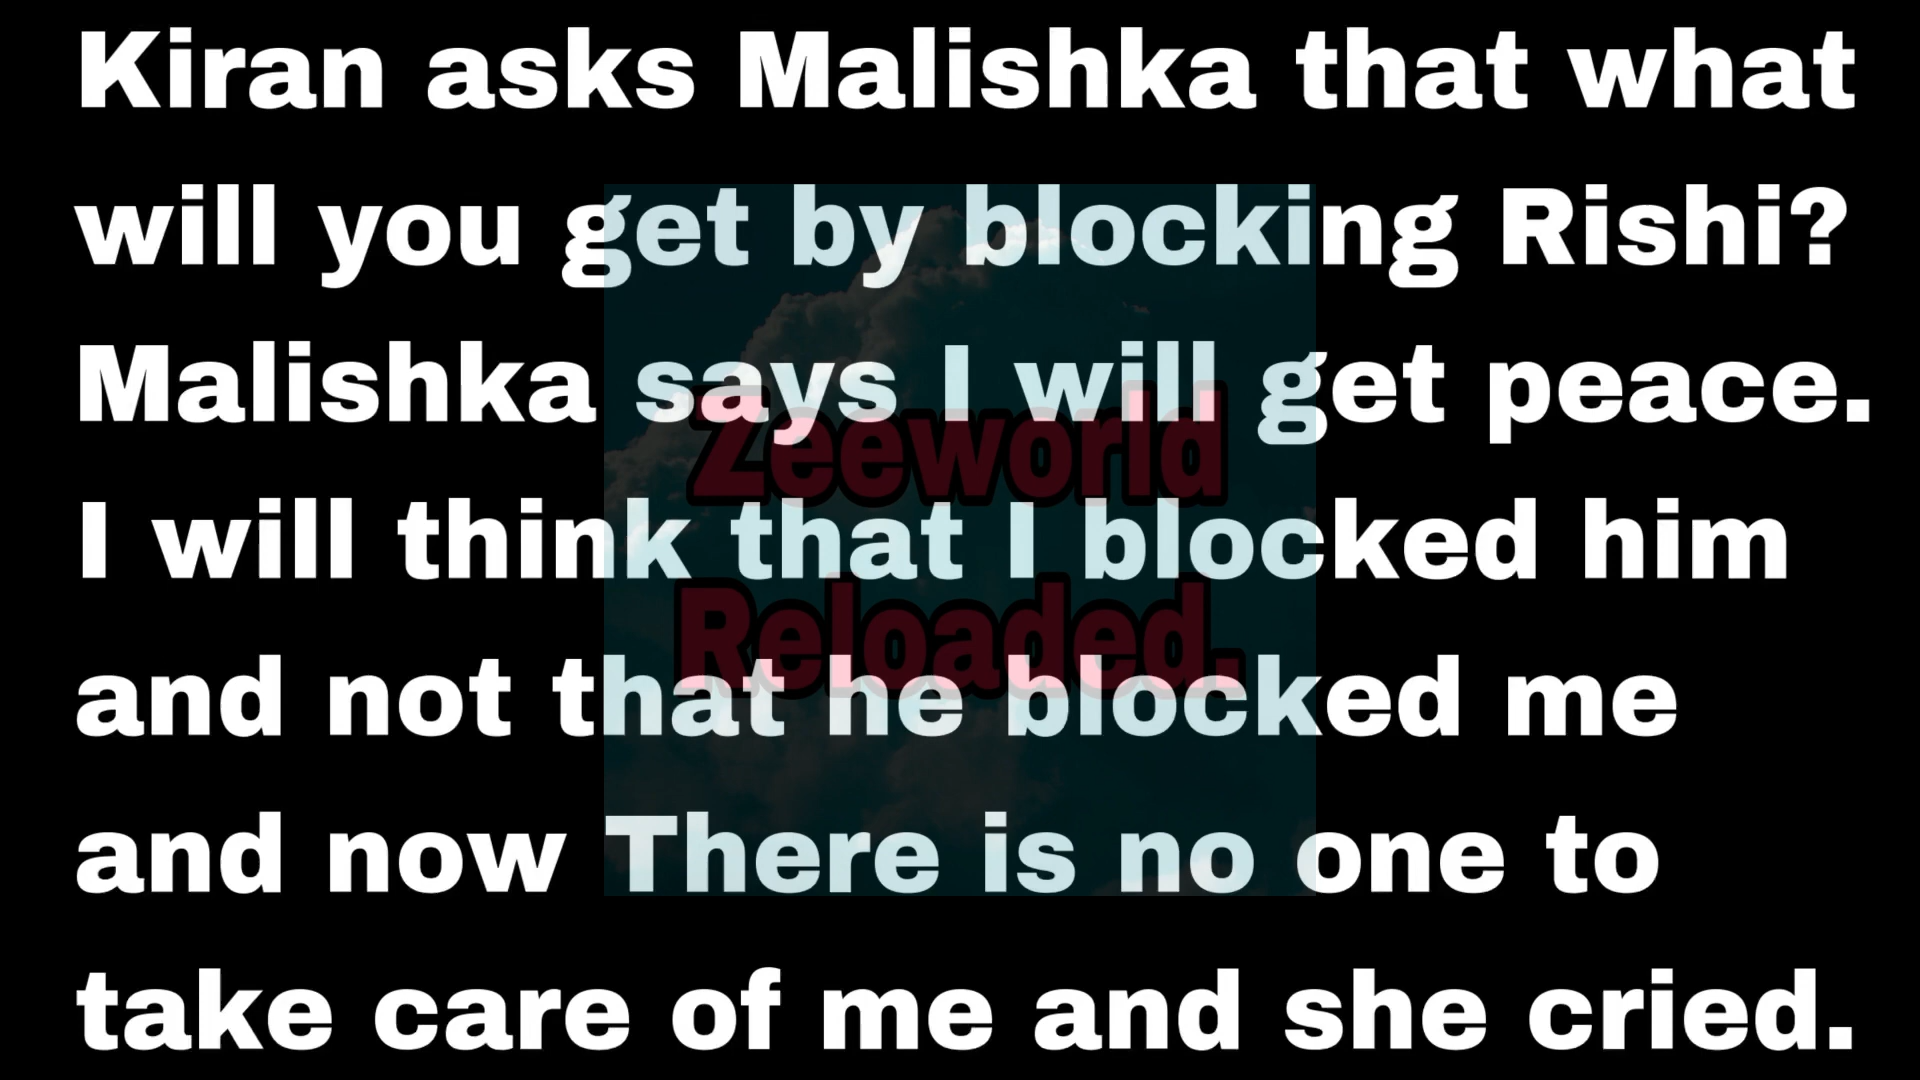 Kiran asks Malishka that what
will you get by blocking Rishi?
Malishka says I will get peace.
I will think that I blocked him
and not that he blocked me
and now There is no one to
take care of me and she cried.
Zeeworld
Reloaded.